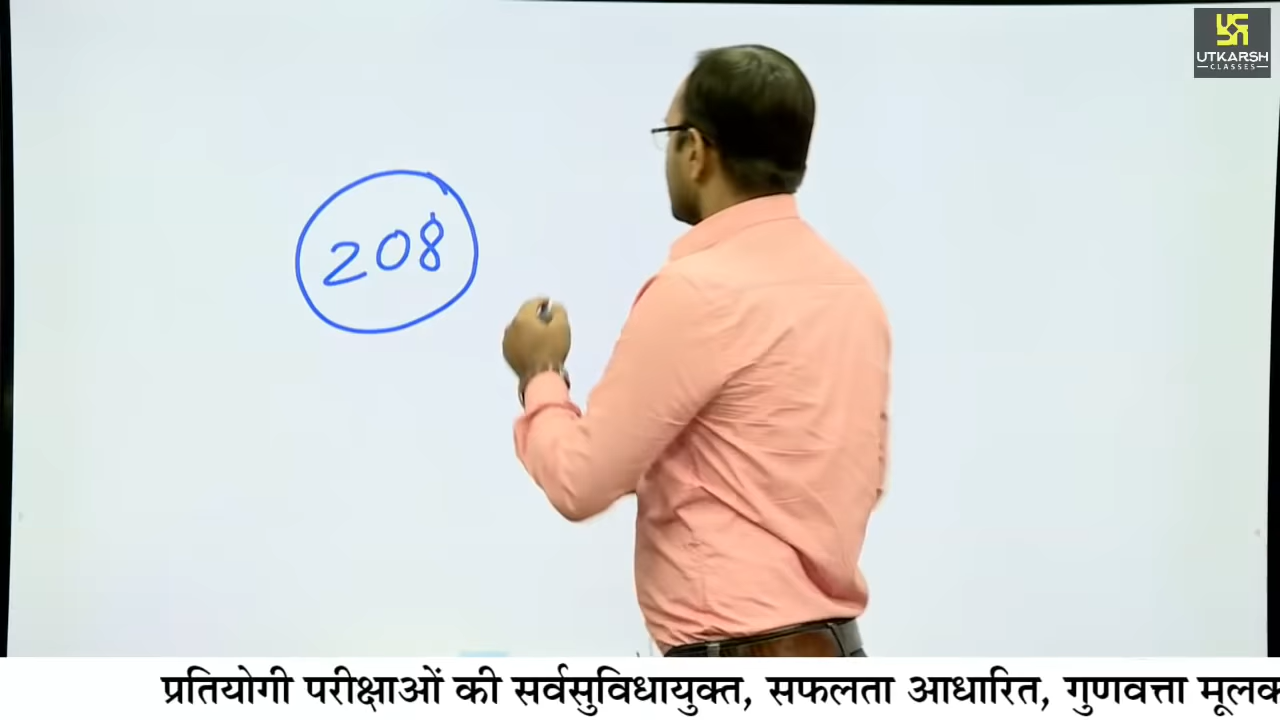 UTKARSH
CLASSES
208
प्रतियोगी परीक्षाओं की सर्वसुविधायुक्त, सफलता आधारित, गुणवत्ता मूलक